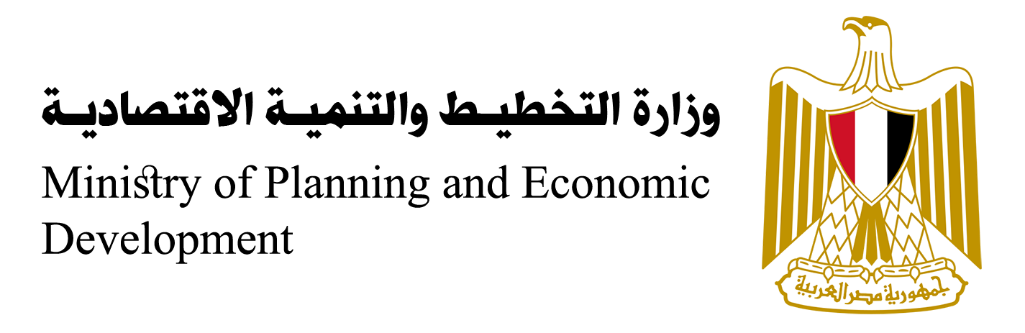 وزارة التخطيط والتنمية الاقتصادية
Ministry of Planning and Economic
Development
جمهورية مصر العربية